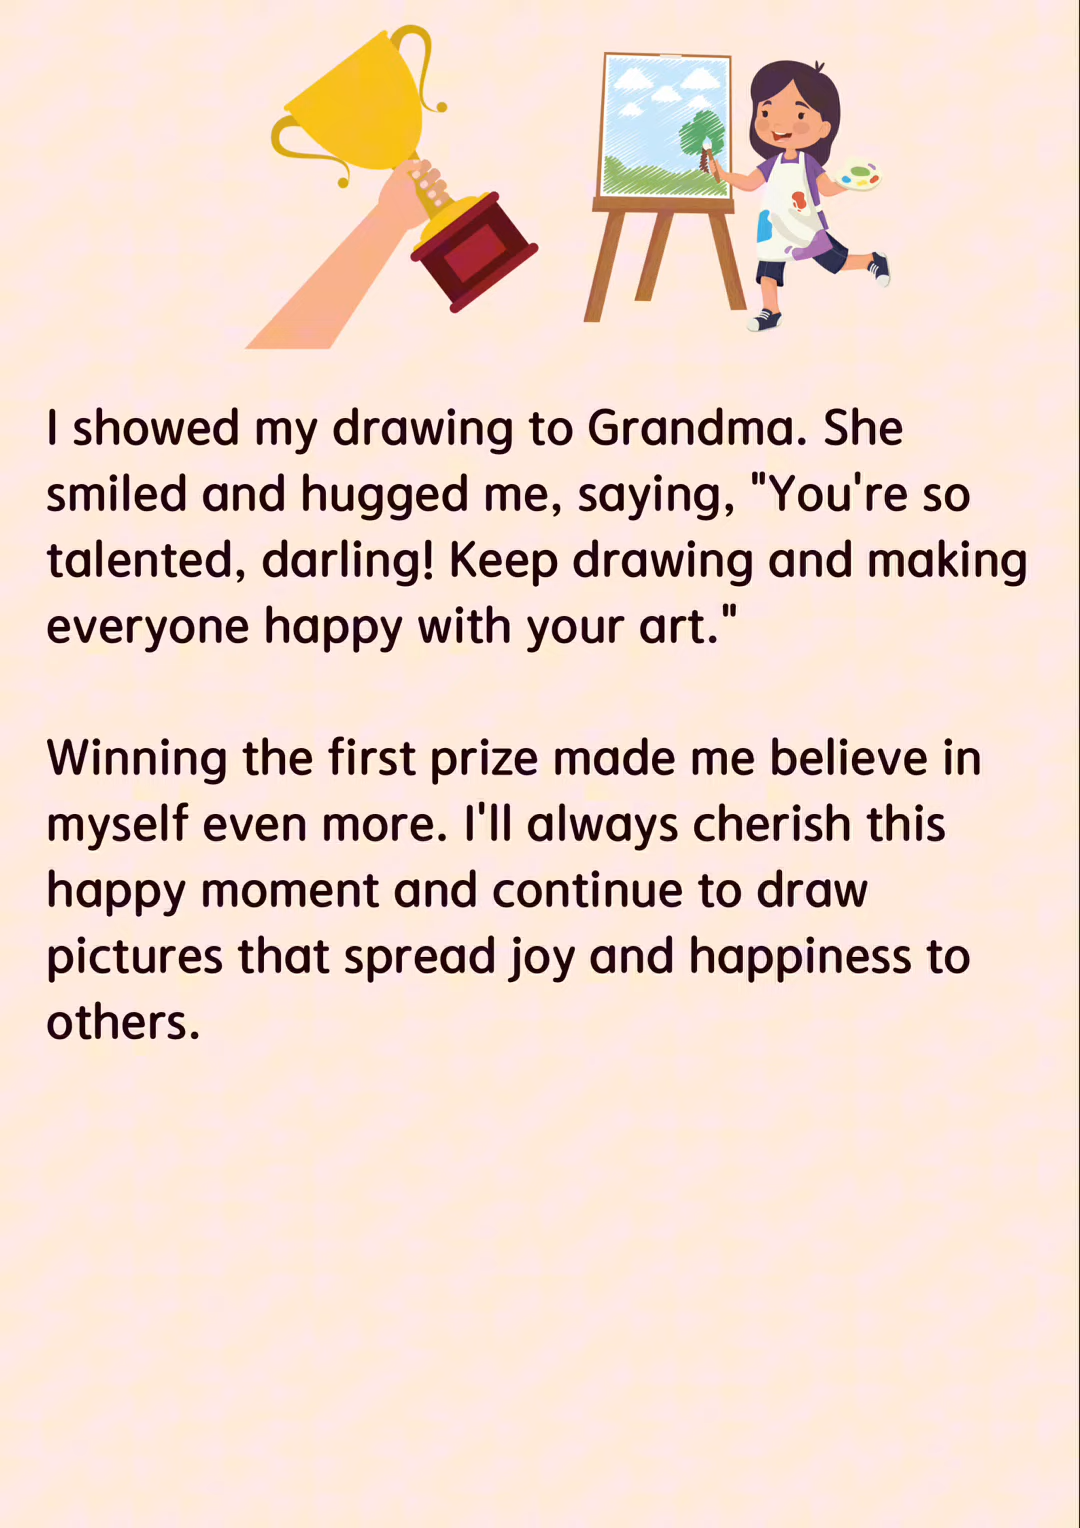 I showed my drawing to Grandma. She
smiled and hugged me, saying, "You're so
talented, darling! Keep drawing and making
everyone happy with your art."
Winning the first prize made me believe in
myself even more. I'll always cherish this
happy moment and continue to draw
pictures that spread joy and happiness to
others.